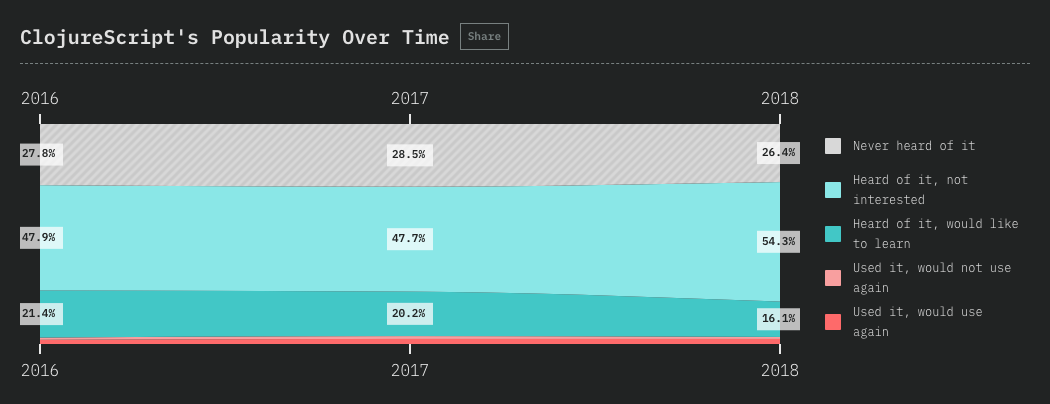 ClojureScript's Popularity Over Time Share
2016 2017 2018
27.8% 28.5% 26.4%
47.9% 47.7% 54.3%
21.4% 20.2% 16.1%
2016 2017 2018
Never heard of it
Heard of it, not
interested
Heard of it, would like
to learn
Used it, would not use
again
Used it, would use
again